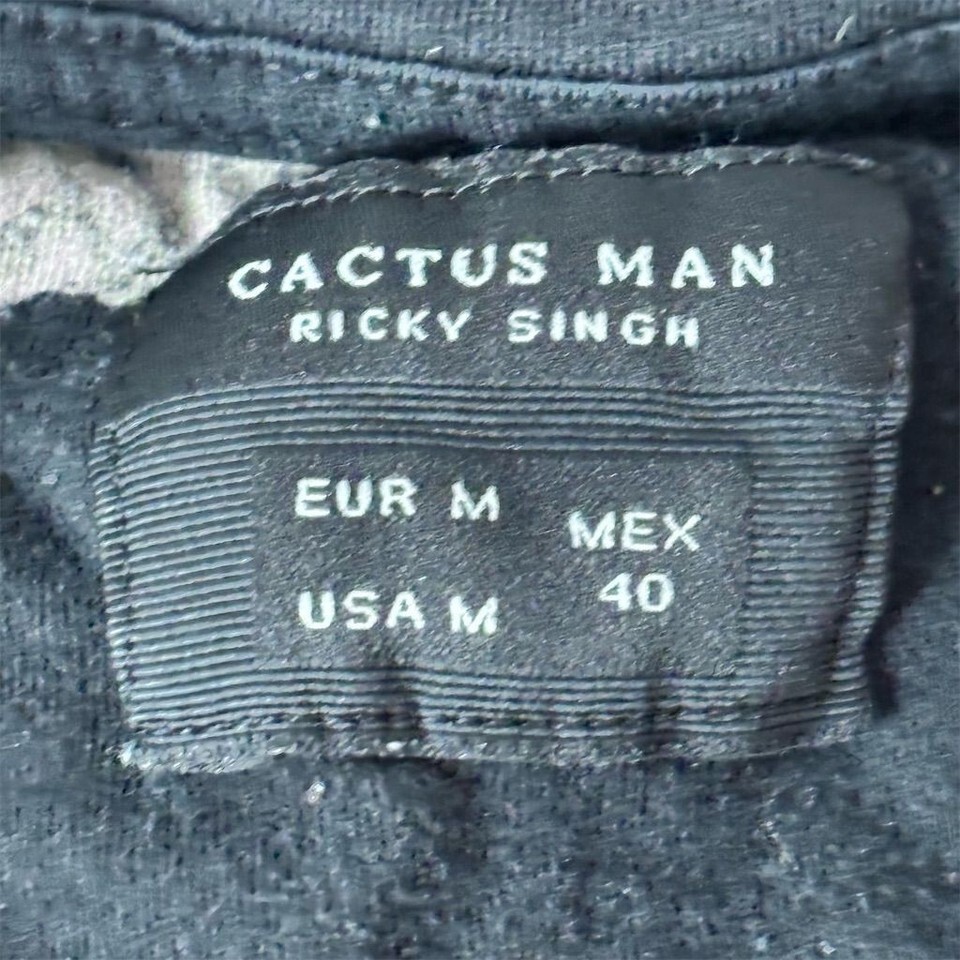 CACTUS MAN
RICKY SINGH
EUR M
USA M
MEX
40